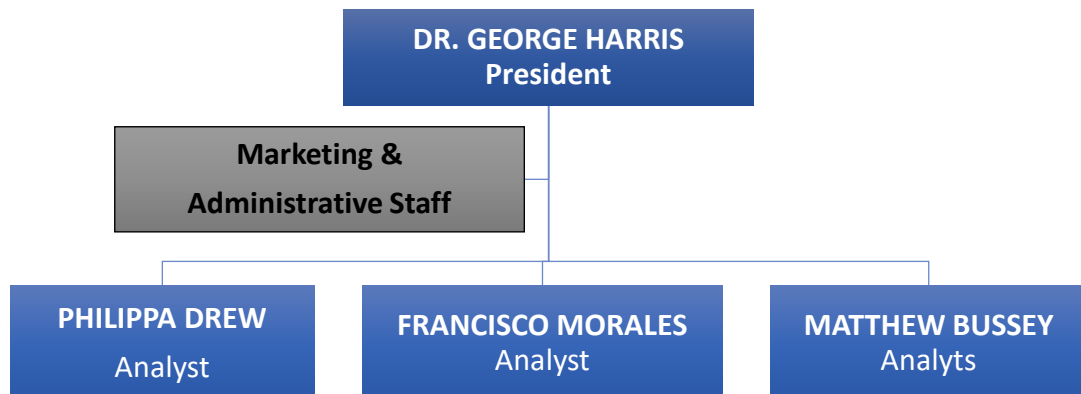 DR. GEORGE HARRIS
President
Marketing &
Administrative Staff
PHILIPPA DREW
Analyst
FRANCISCO MORALES
Analyst
MATTHEW BUSSEY
Analyts